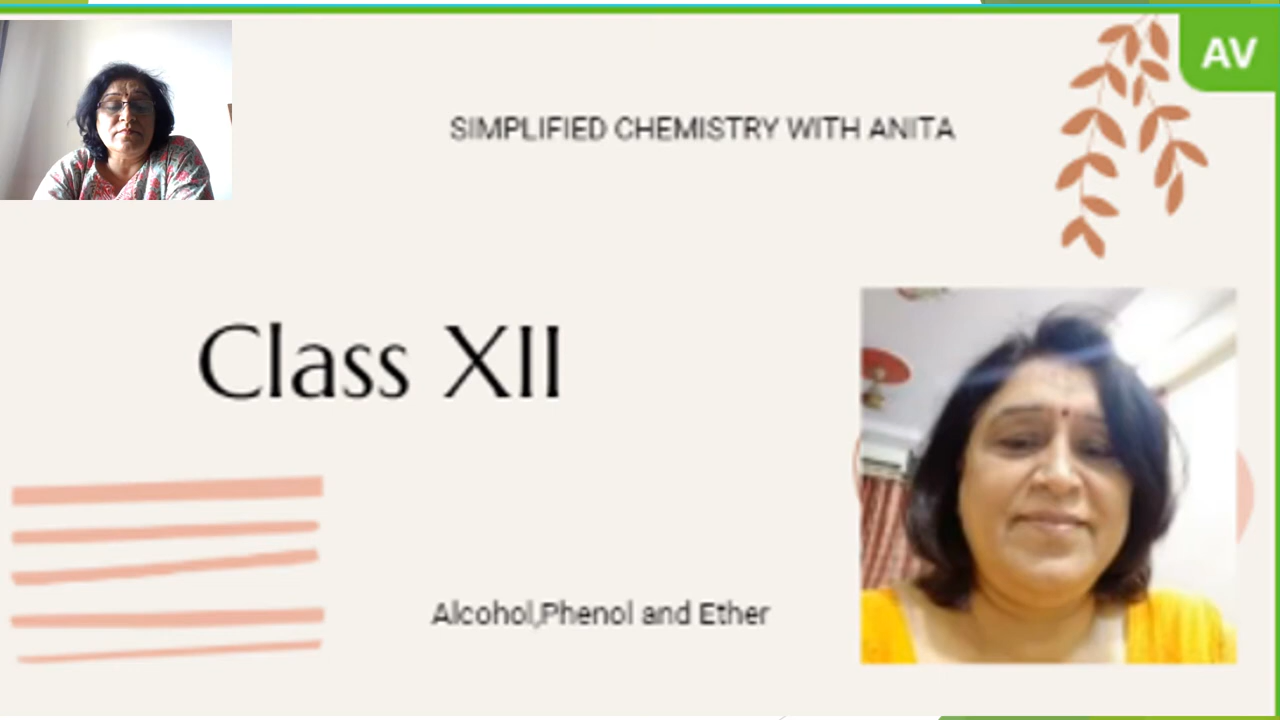 AV
SIMPLIFIED CHEMISTRY WITH ANITA
Class XII
Alcohol,Phenol and Ether